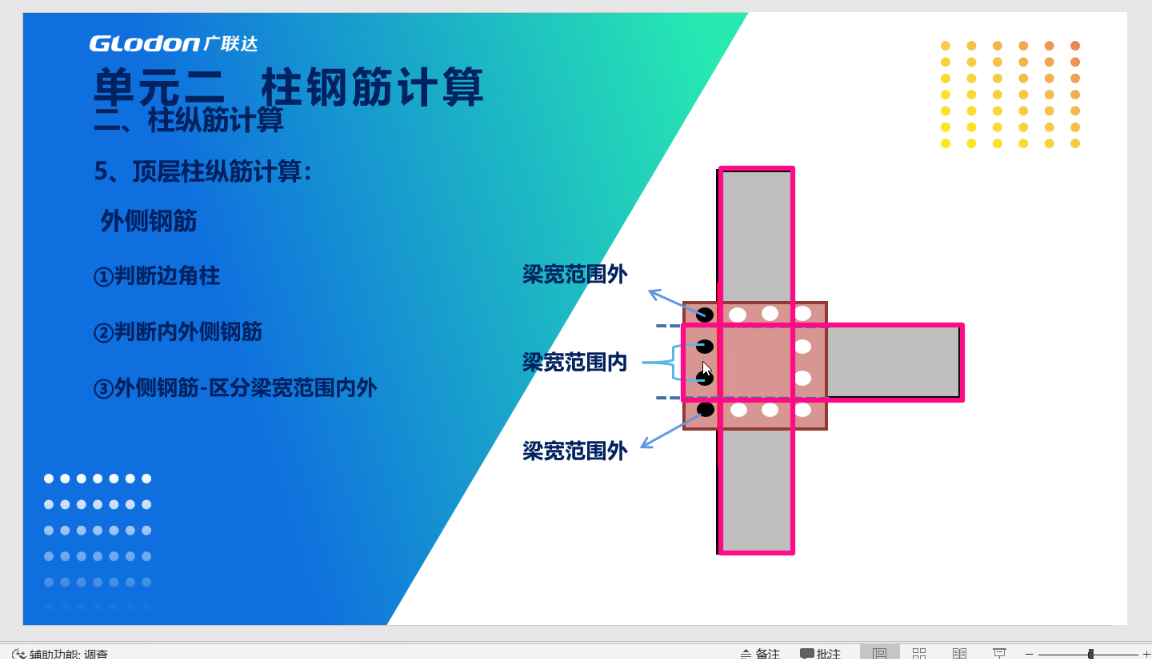 GLodon广联达
单元二 柱钢筋计算
二、柱纵筋计算
5、顶层柱纵筋计算：
外侧钢筋
①判断边角柱
②判断内外侧钢筋
③外侧钢筋-区分梁宽范围内外
梁宽范围外
梁宽范围内
梁宽范围外
辅助功能: 调查
备注
批注